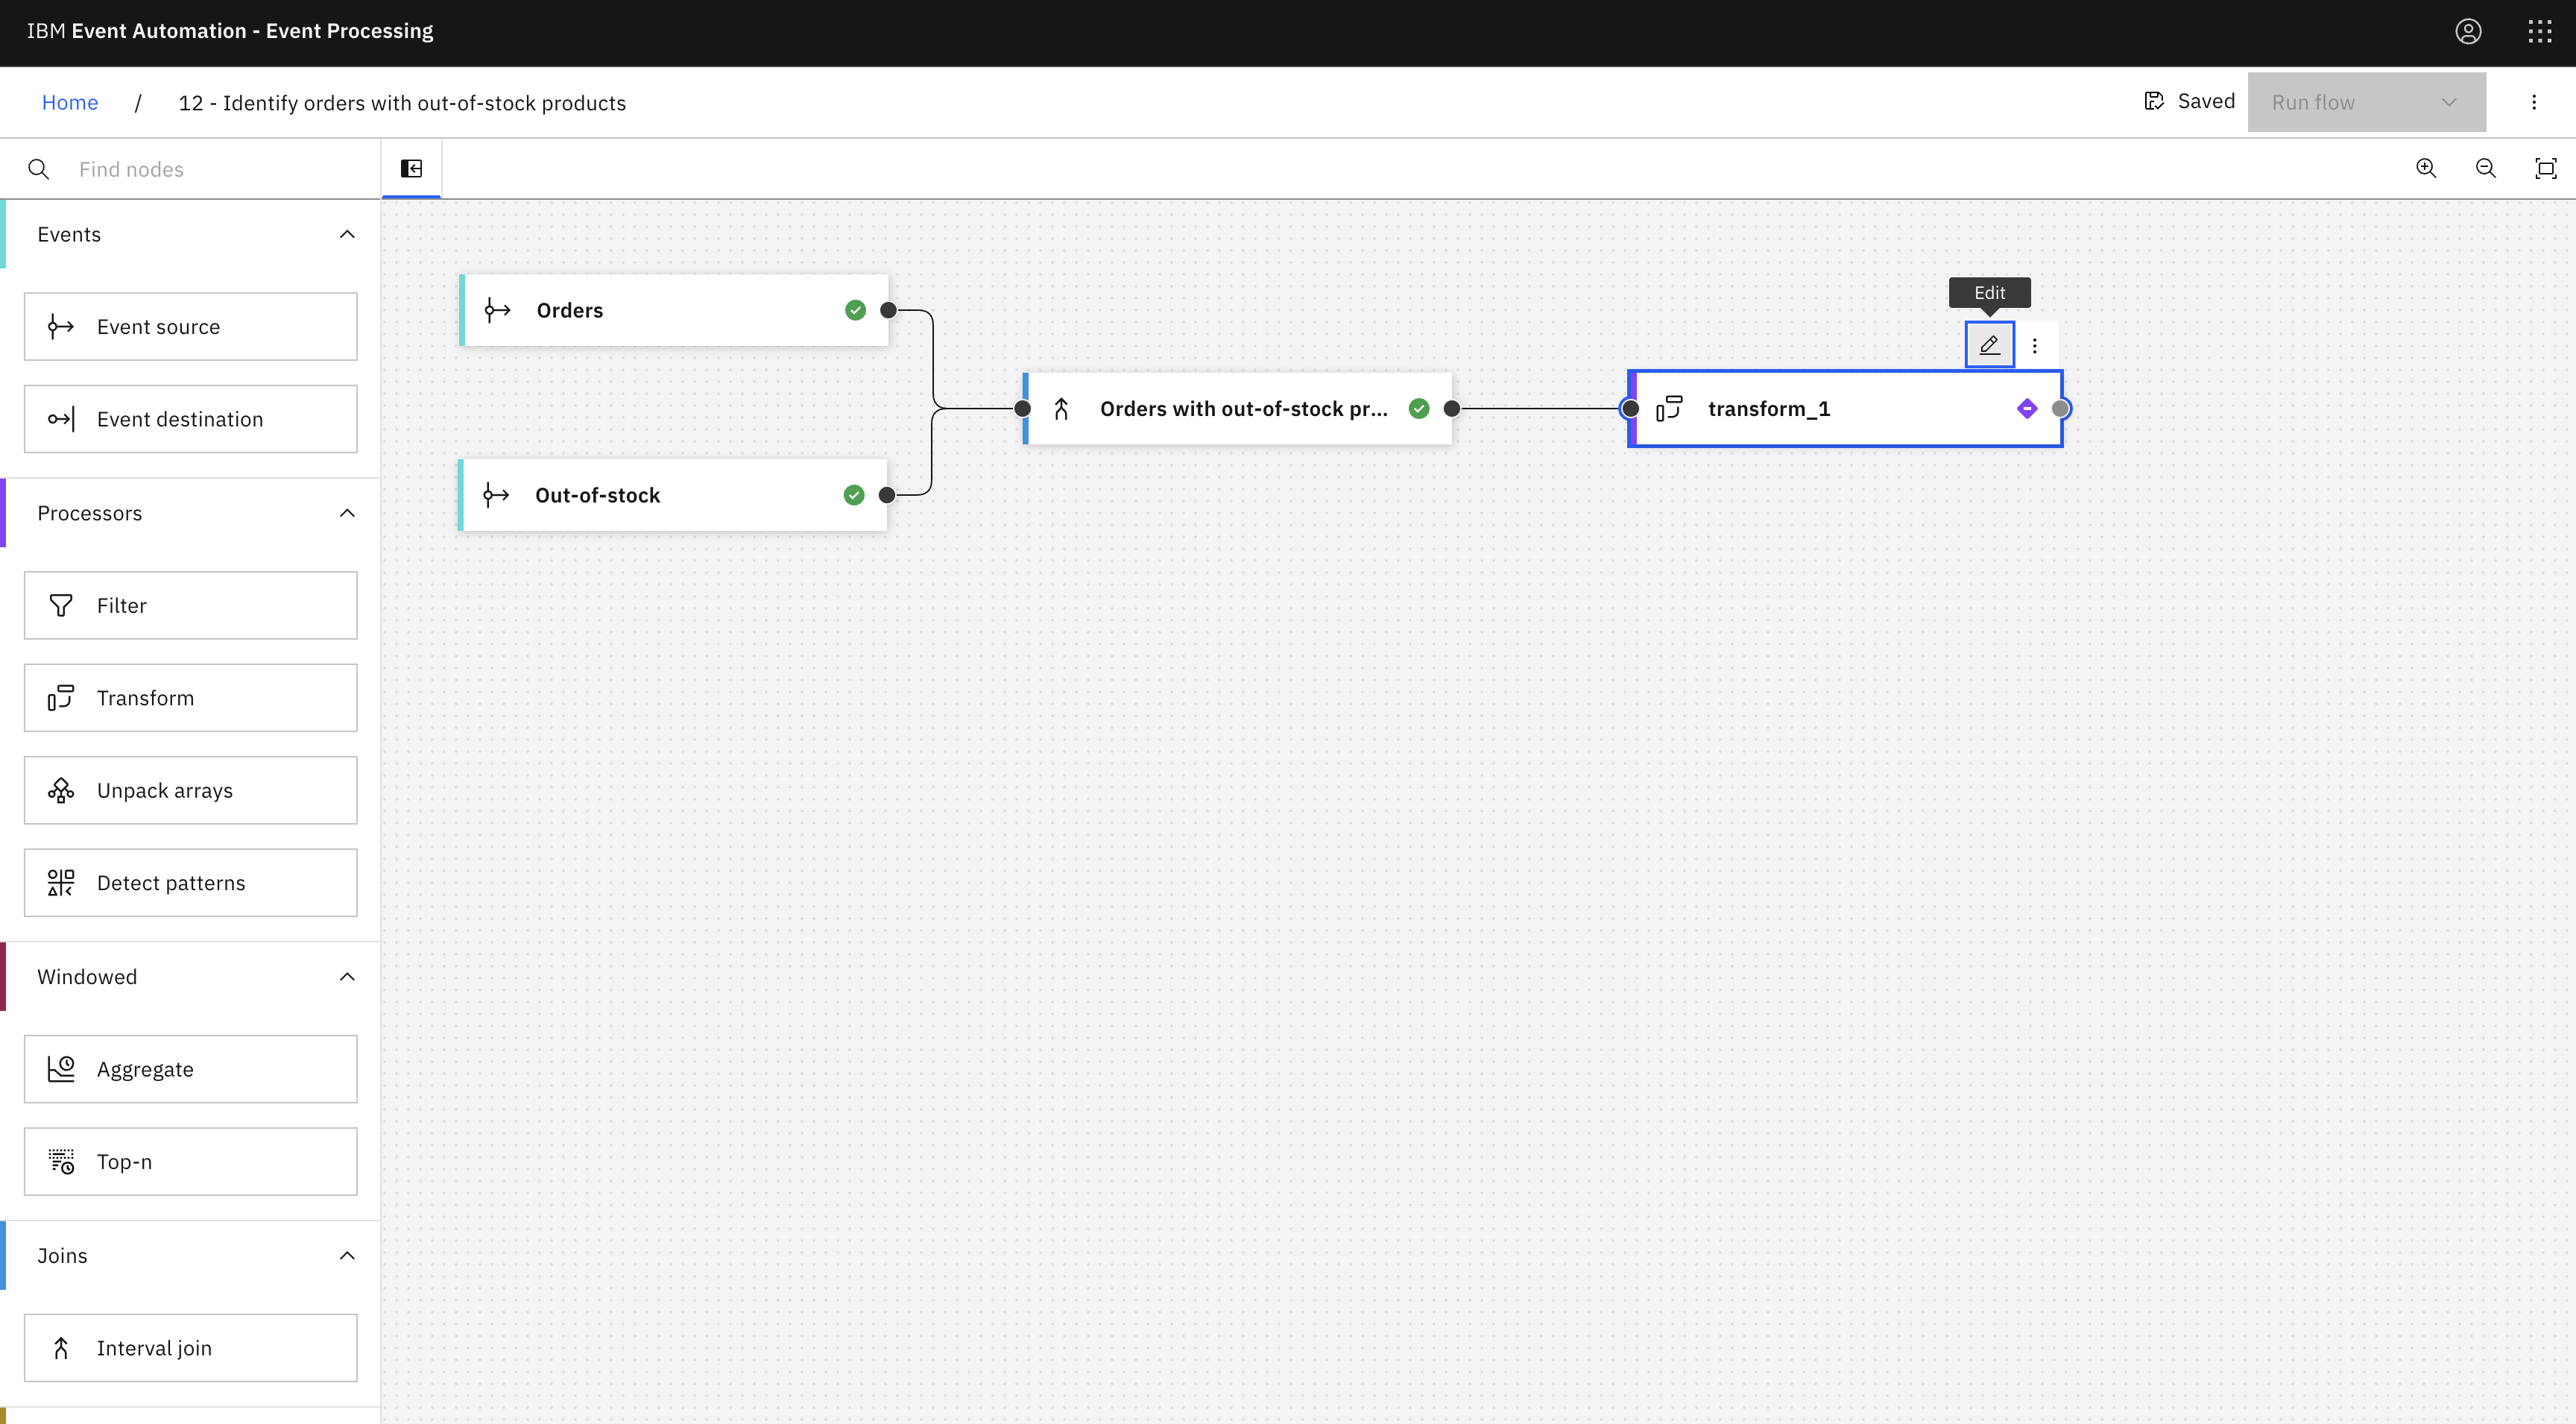 IBM Event Automation - Event Processing
Home / 12 - Identify orders with out-of-stock products
Saved
Run flow
Find nodes
Events
Event source
Event destination
Processors
Filter
Transform
Unpack arrays
Detect patterns
Windowed
Aggregate
Top-n
Joins
Interval join
Orders
Out-of-stock
Orders with out-of-stock pr...
Edit
transform_1